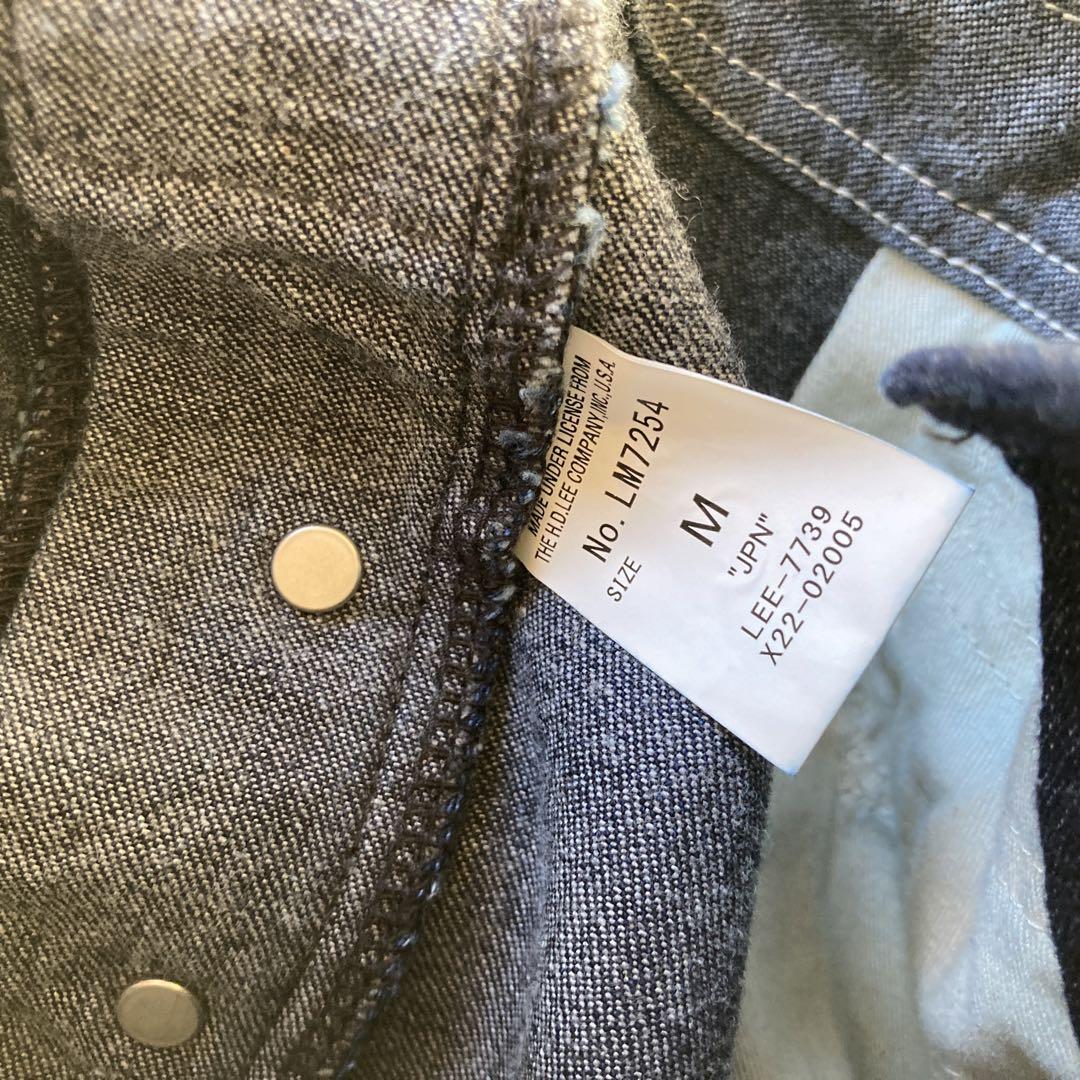 MADE UNDER LICENSE FROM
THE H.D.LEE COMPANY,INC.,U.S.A.
No. LM7254
SIZE M
"JPN"
LEE-7739
X22-02005